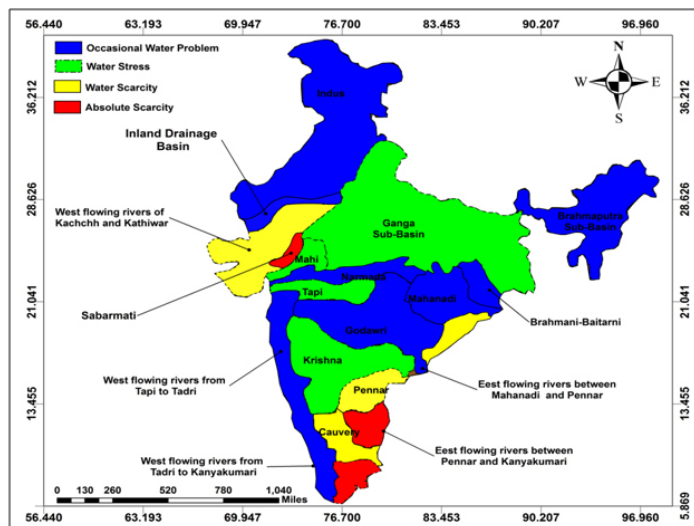 56.440 63.193 69.947 76.700 83.453 90.207 96.960
Occasional Water Problem
Water Stress
Water Scarcity
Absolute Scarcity
N
W E
S
36.212 36.212
Indus
Inland Drainage
Basin
28.626 28.626
West flowing rivers of
Kachchh and Kathiwar
Ganga
Sub-Basin
Brahmaputra
Sub-Basin
Mahi
Narmada
Tapi
Mahanadi
21.041 21.041
Sabarmati
Brahmani-Baitarni
Godawri
Krishna
West flowing rivers from
Tapi to Tadri
Eest flowing rivers between
Mahanadi and Pennar
Pennar
13.455 13.455
Cauvery
Eest flowing rivers between
Pennar and Kanyakumari
West flowing rivers from
Tadri to Kanyakumari
0 130 260 520 780 1,040
Miles
5.869
56.440 63.193 69.947 76.700 83.453 90.207 96.960